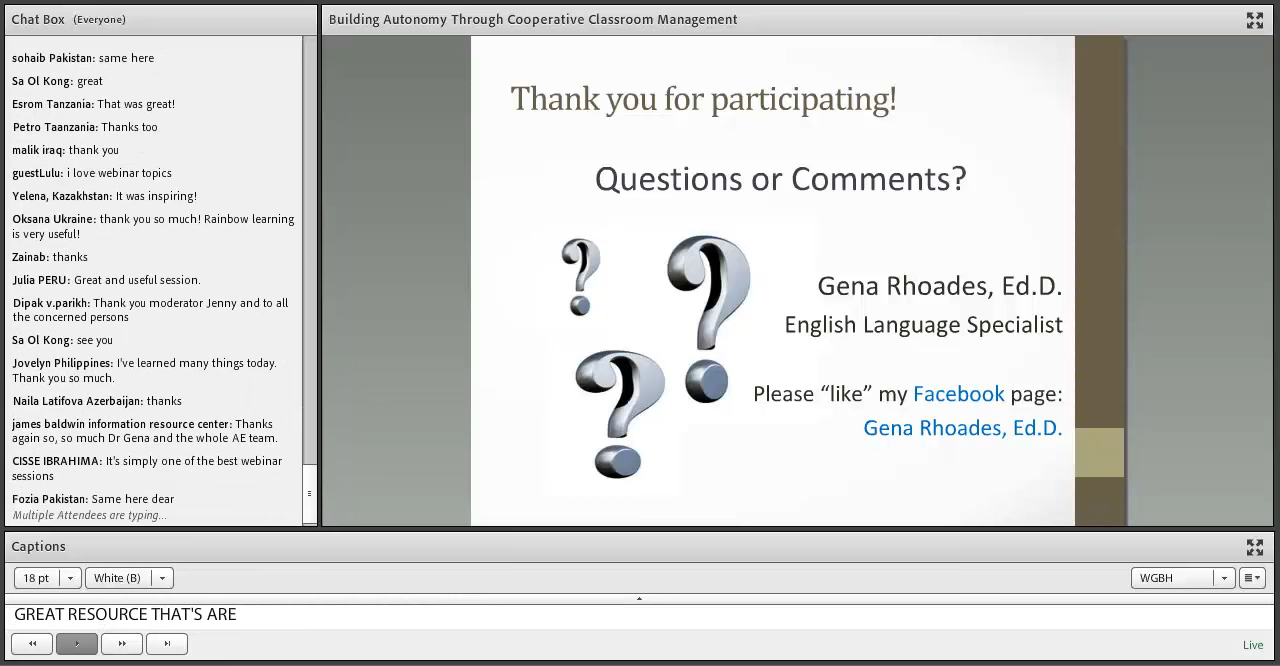 Chat Box (Everyone)
sohaib Pakistan: same here
Sa Ol Kong: great
Esrom Tanzania: That was great!
Petro Taanzania: Thanks too
malik iraq: thank you
guestLulu: i love webinar topics
Yelena, Kazakhstan: It was inspiring!
Oksana Ukraine: thank you so much! Rainbow learning
is very useful!
Zainab: thanks
Julia PERU: Great and useful session.
Dipak v.parikh: Thank you moderator Jenny and to all
the concerned persons
Sa Ol Kong: see you
Jovelyn Philippines: I've learned many things today.
Thank you so much.
Naila Latifova Azerbaijan: thanks
james baldwin information resource center: Thanks
again so, so much Dr Gena and the whole AE team.
CISSE IBRAHIMA: It's simply one of the best webinar
sessions
Fozia Pakistan: Same here dear
Multiple Attendees are typing...
Building Autonomy Through Cooperative Classroom Management
Thank you for participating!
Questions or Comments?
Gena Rhoades, Ed.D.
English Language Specialist
Please “like” my Facebook page:
Gena Rhoades, Ed.D.
Captions
18 pt White (B) WGBH
GREAT RESOURCE THAT'S ARE
Live